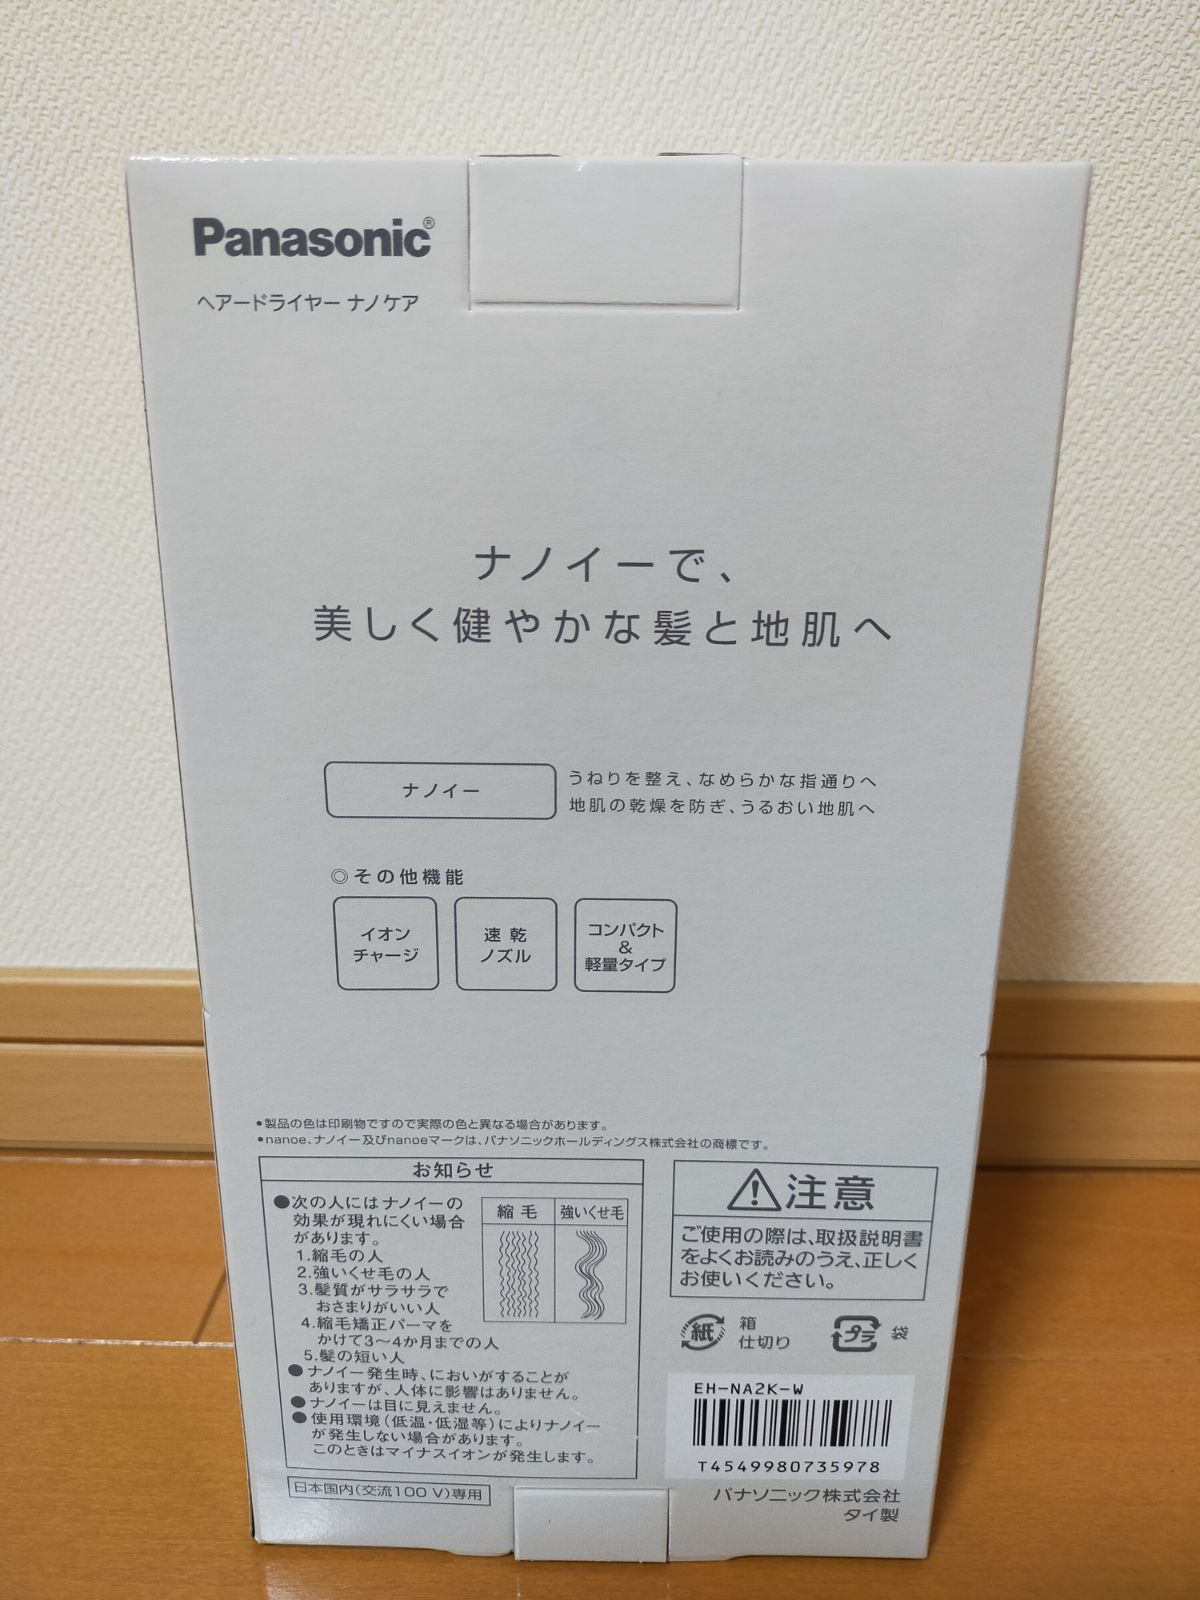 Panasonic®
ヘアードライヤー ナノケア
ナノイーで、
美しく健やかな髪と地肌へ
ナノイー
うねりを整え、なめらかな指通りへ
地肌の乾燥を防ぎ、うるおい地肌へ
◎その他機能
イオン
チャージ
速乾
ノズル
コンパクト
&
軽量タイプ
●製品の色は印刷物ですので実際の色と異なる場合があります。
●nanoe、ナノイー及びnanoeマークは、パナソニックホールディングス株式会社の商標です。
お知らせ
●次の人にはナノイーの
効果が現れにくい場合
があります。
1.縮毛の人
2.強いくせ毛の人
3.髪質がサラサラで
おさまりがいい人
4.縮毛矯正パーマを
かけて3〜4か月までの人
5.髪の短い人
●ナノイー発生時、においがすることが
ありますが、人体に影響はありません。
●ナノイーは目に見えません。
●使用環境(低温・低湿等)によりナノイー
が発生しない場合があります。
このときはマイナスイオンが発生します。
縮毛
強いくせ毛
日本国内(交流100 V)専用
注意
ご使用の際は、取扱説明書
をよくお読みのうえ、正しく
お使いください。
紙
箱
仕切り
プラ
袋
EH-NA2K-W
T4549980735978
パナソニック株式会社
タイ製